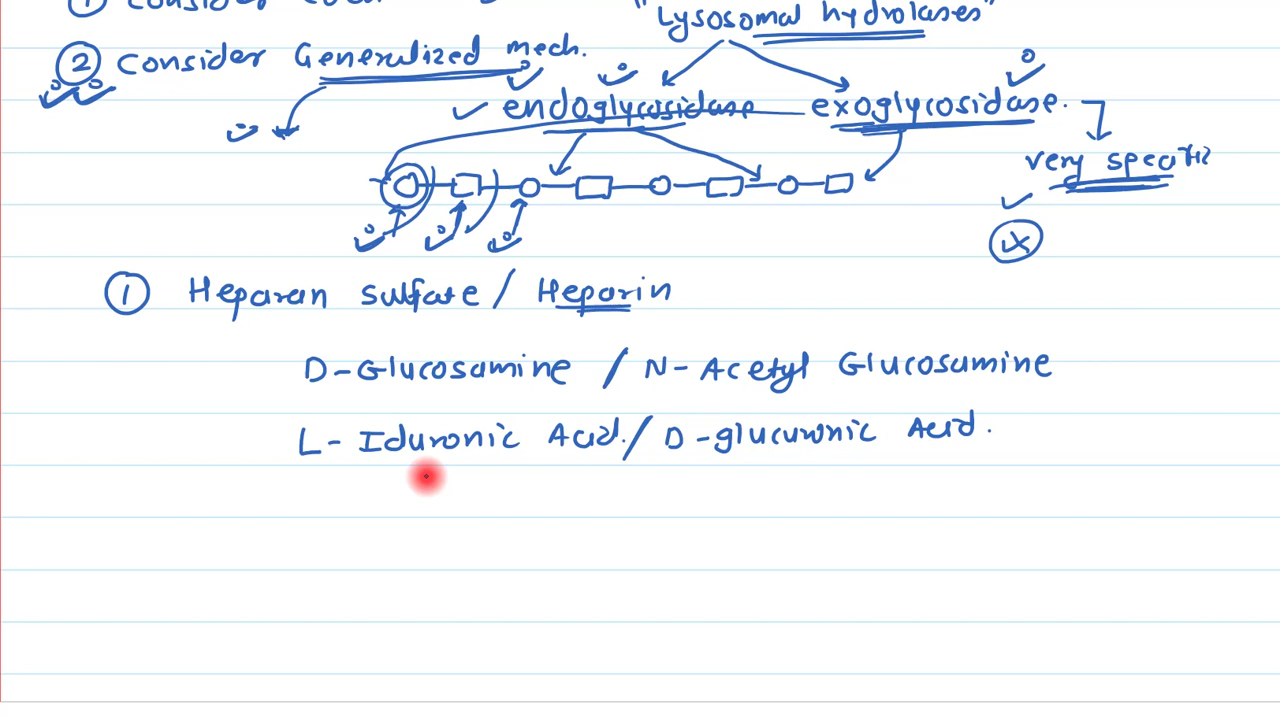 "Lysosomal hydrolases"
② Consider Generalized mech.
endoglycosidase exoglycosidase.
very specific
① Heparan sulfate / Heparin
D-Glucosamine / N-Acetyl Glucosamine
L-Iduronic Acid. / D-glucuronic Acid.